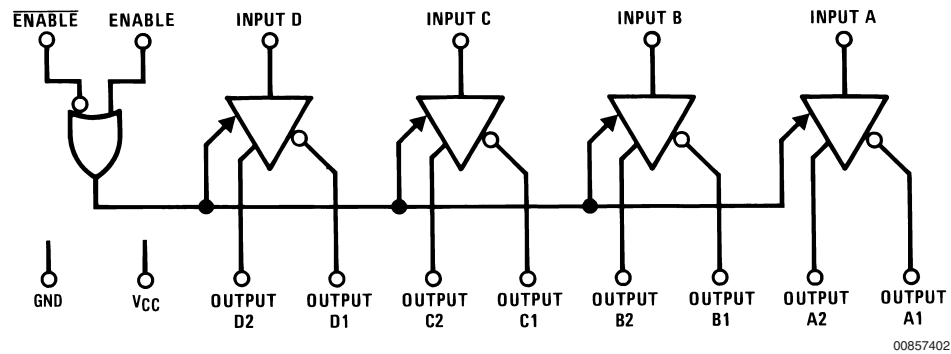 ENABLE ENABLE INPUT D INPUT C INPUT B INPUT A
GND VCC OUTPUT D2 OUTPUT D1 OUTPUT C2 OUTPUT C1 OUTPUT B2 OUTPUT B1 OUTPUT A2 OUTPUT A1
00857402